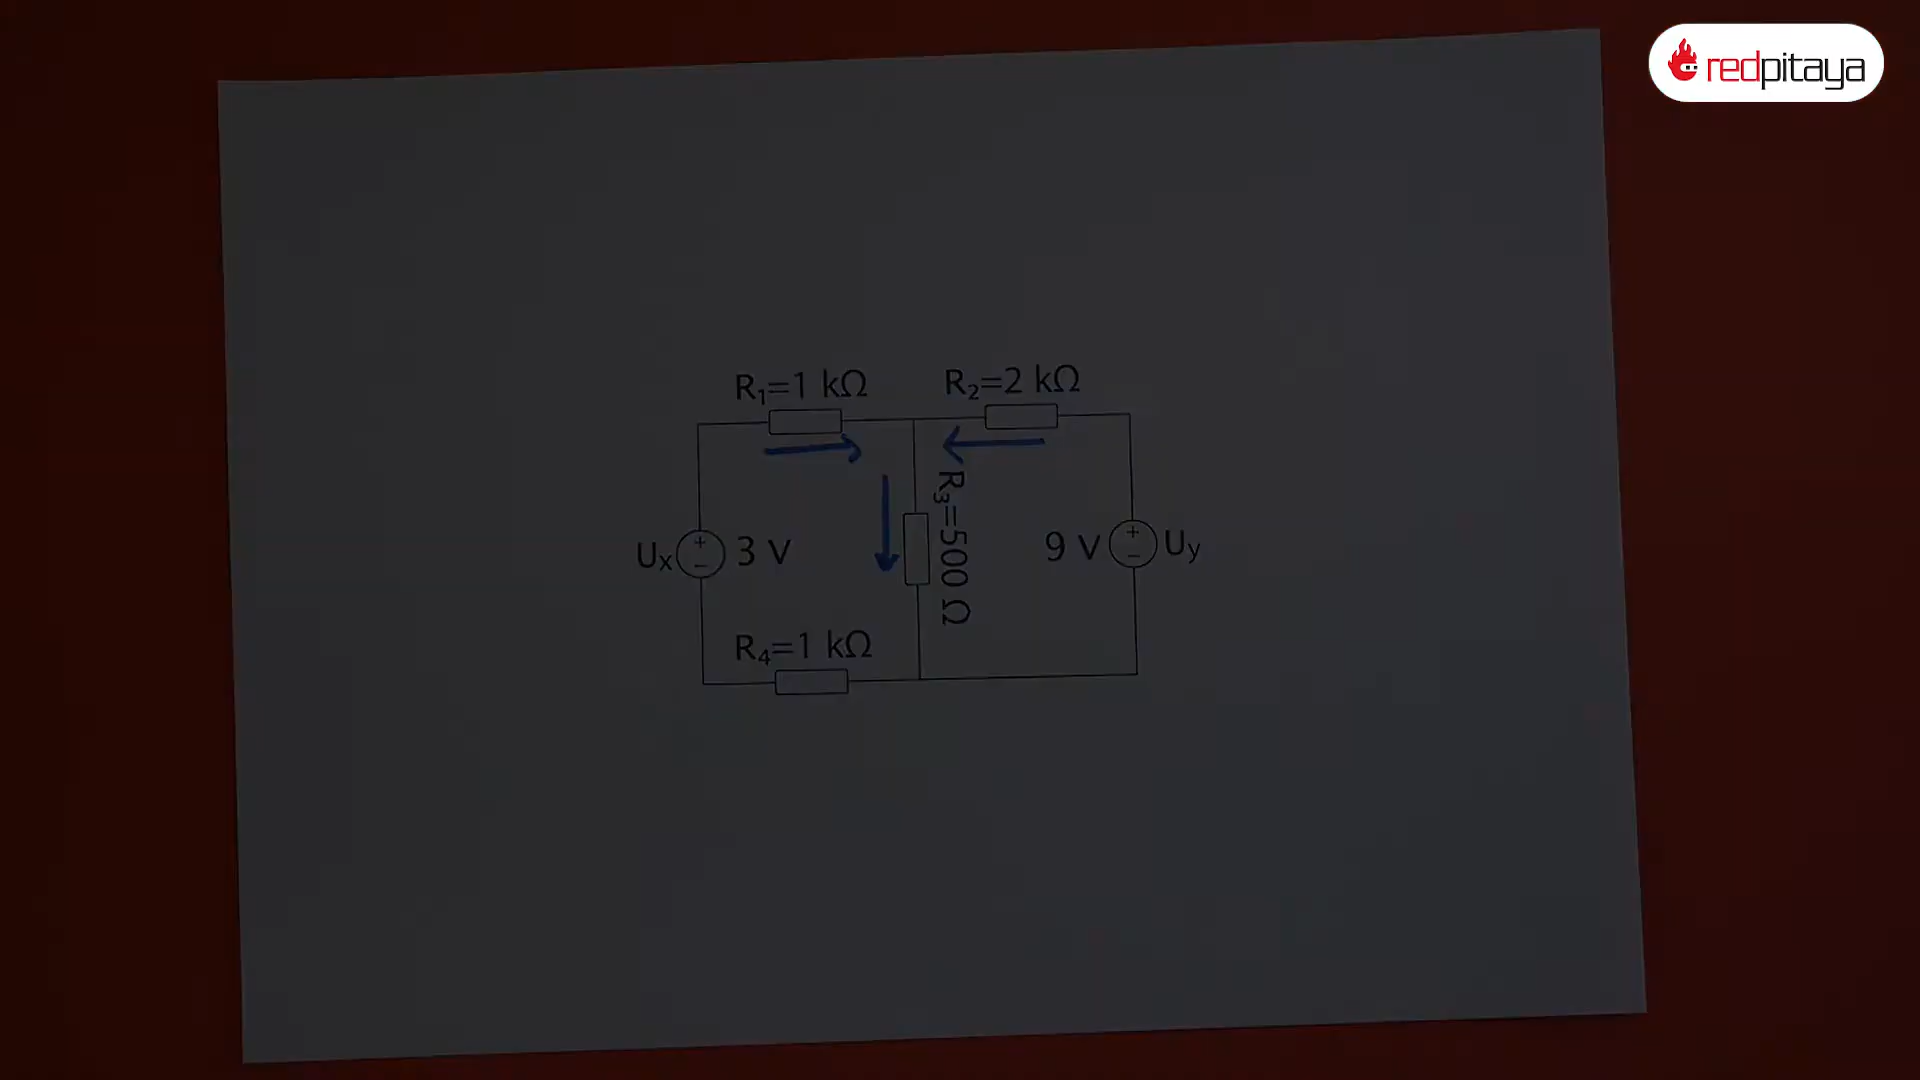 redpitaya
R₁=1 kΩ
R₂=2 kΩ
R₃=500 Ω
Ux
+
−
3 V
9 V
+
−
Uy
R₄=1 kΩ